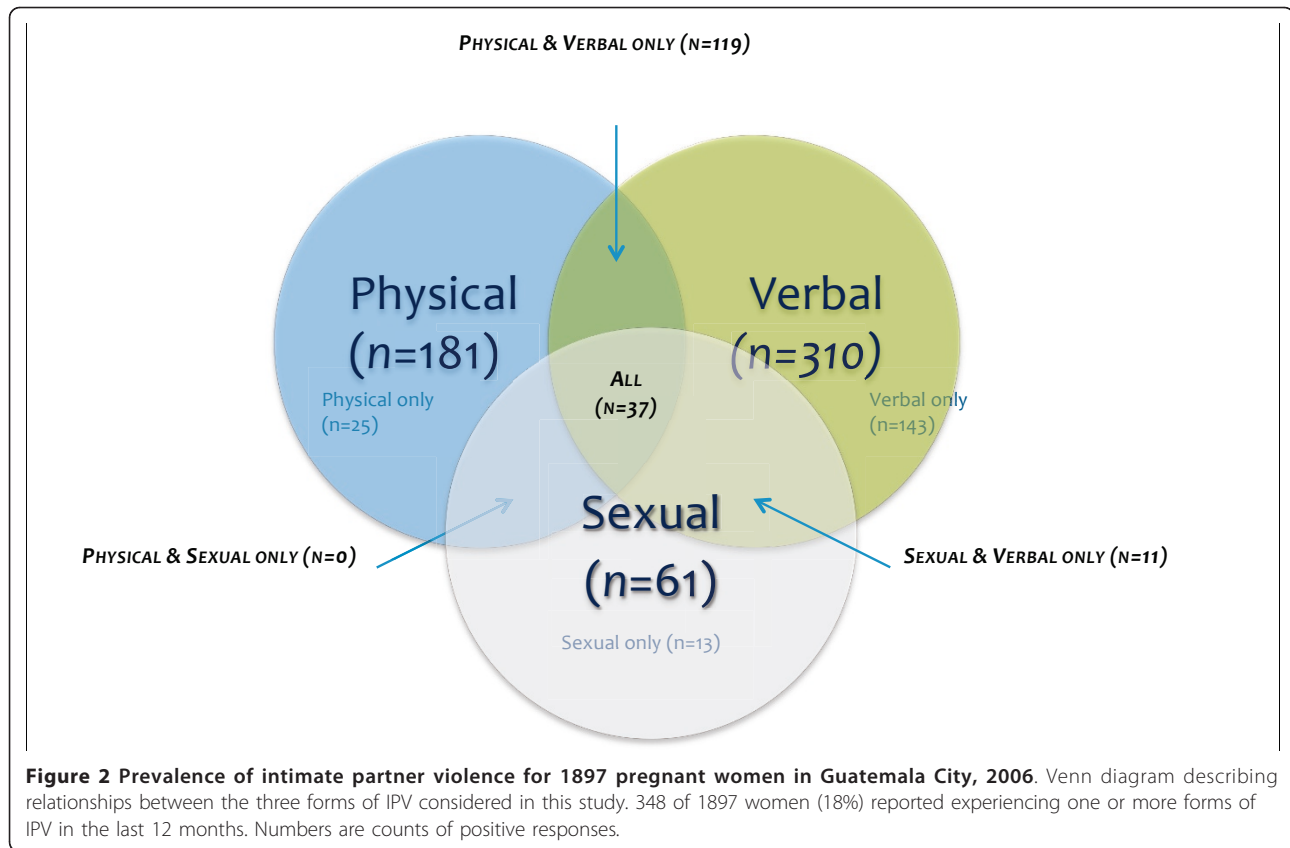 PHYSICAL & VERBAL ONLY (N=119)
Physical
(n=181)
Physical only
(n=25)
Verbal
(n=310)
Verbal only
(n=143)
ALL
(N=37)
Sexual
(n=61)
Sexual only (n=13)
PHYSICAL & SEXUAL ONLY (N=0)
SEXUAL & VERBAL ONLY (N=11)
Figure 2 Prevalence of intimate partner violence for 1897 pregnant women in Guatemala City, 2006. Venn diagram describing
relationships between the three forms of IPV considered in this study. 348 of 1897 women (18%) reported experiencing one or more forms of
IPV in the last 12 months. Numbers are counts of positive responses.